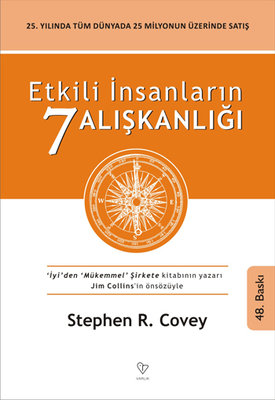 25. YILINDA TÜM DÜNYADA 25 MİLYONUN ÜZERİNDE SATIŞ
Etkili İnsanların
7 ALIŞKANLIĞI
'İyi'den 'Mükemmel' Şirkete kitabının yazarı
Jim Collins'in önsözüyle
Stephen R. Covey
48. Baskı
VARLIK